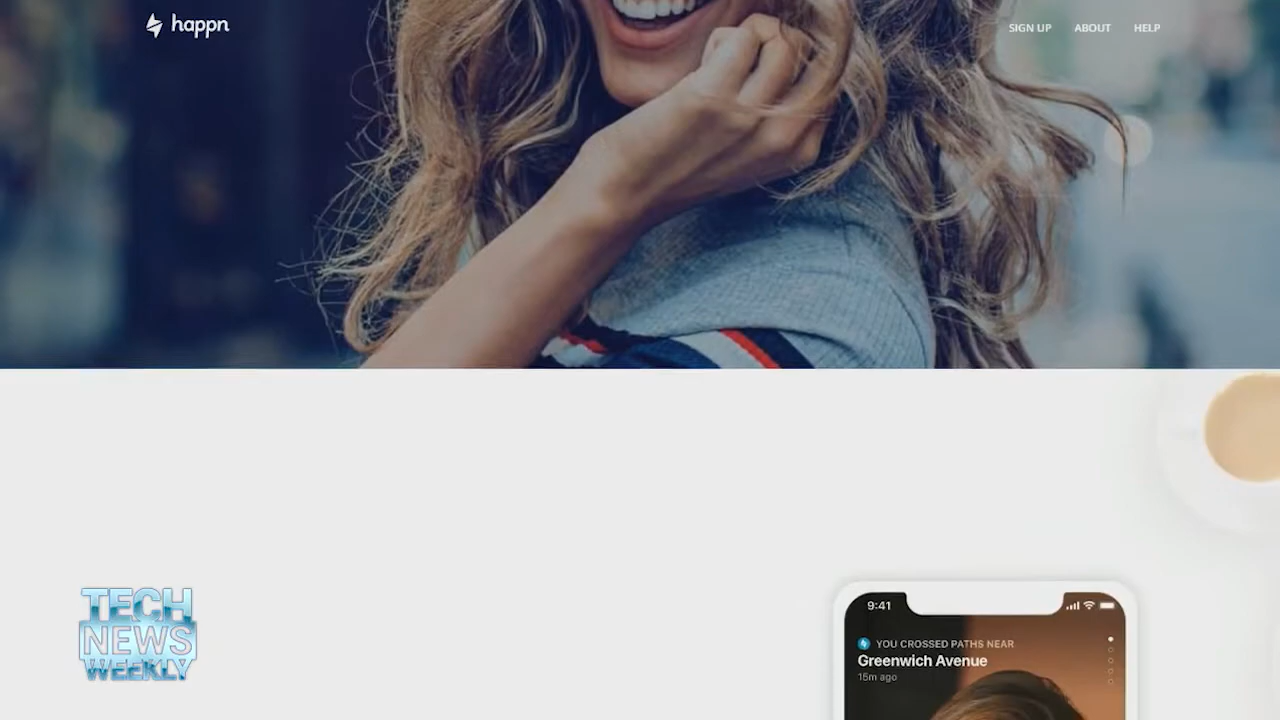 happn
SIGN UP ABOUT HELP
9:41
YOU CROSSED PATHS NEAR
Greenwich Avenue
15m ago
TECH
NEWS
WEEKLY